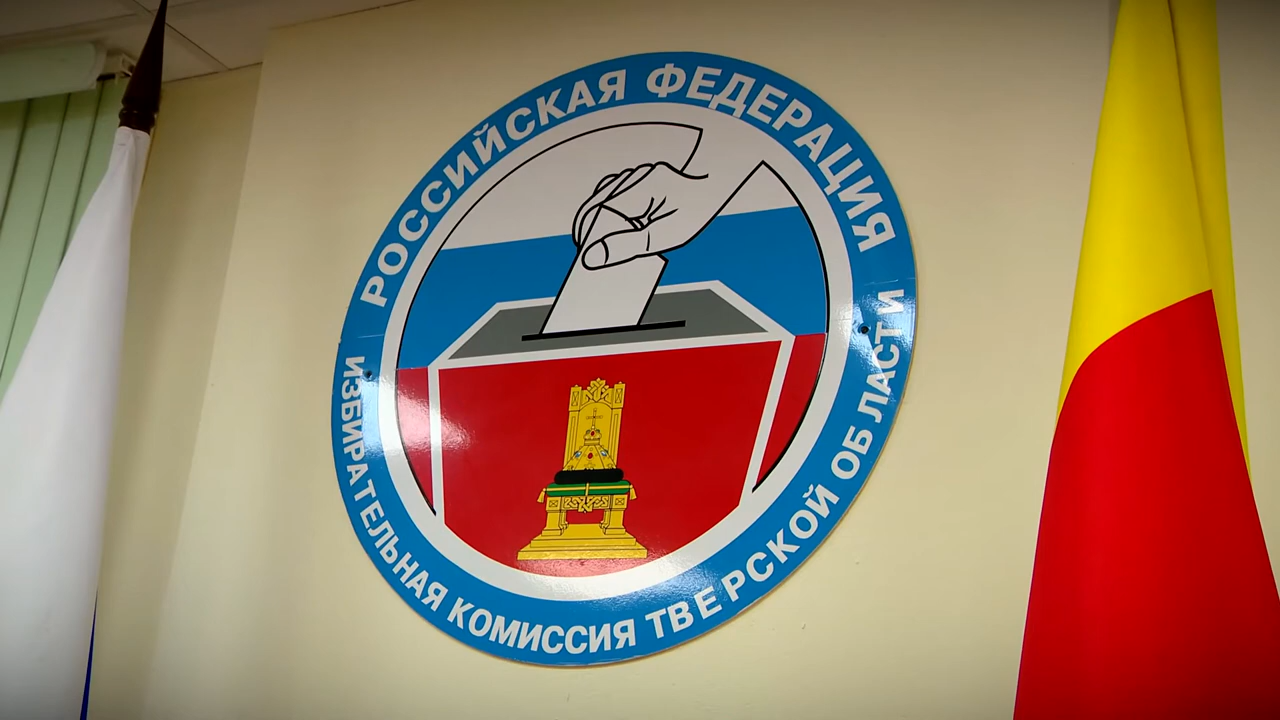 РОССИЙСКАЯ ФЕДЕРАЦИЯ
ИЗБИРАТЕЛЬНАЯ КОМИССИЯ ТВЕРСКОЙ ОБЛАСТИ